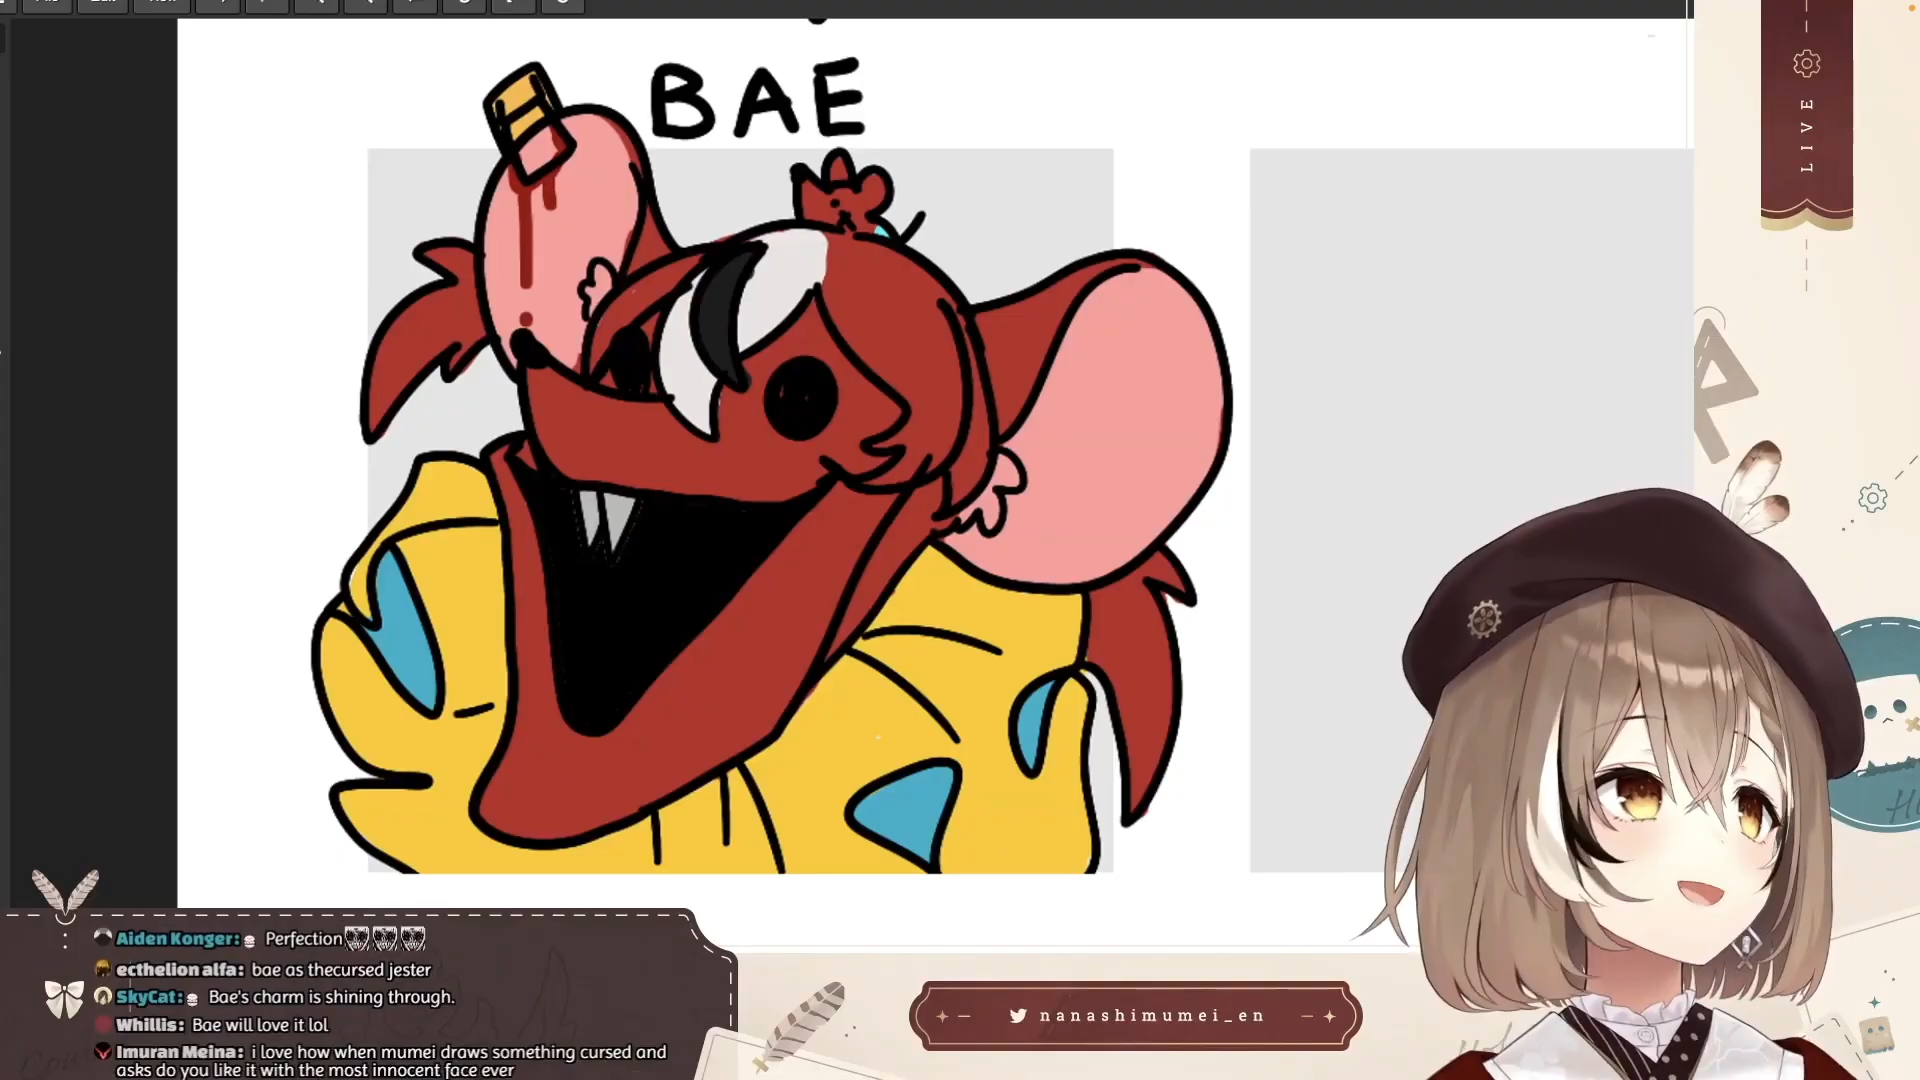 BAE
LIVE
Aiden Konger: Perfection
ecthelion alfa: bae as thecursed jester
SkyCat: Bae's charm is shining through.
Whillis: Bae will love it lol
Imuran Meina: i love how when mumei draws something cursed and
asks do you like it with the most innocent face ever
nanashimumei_en